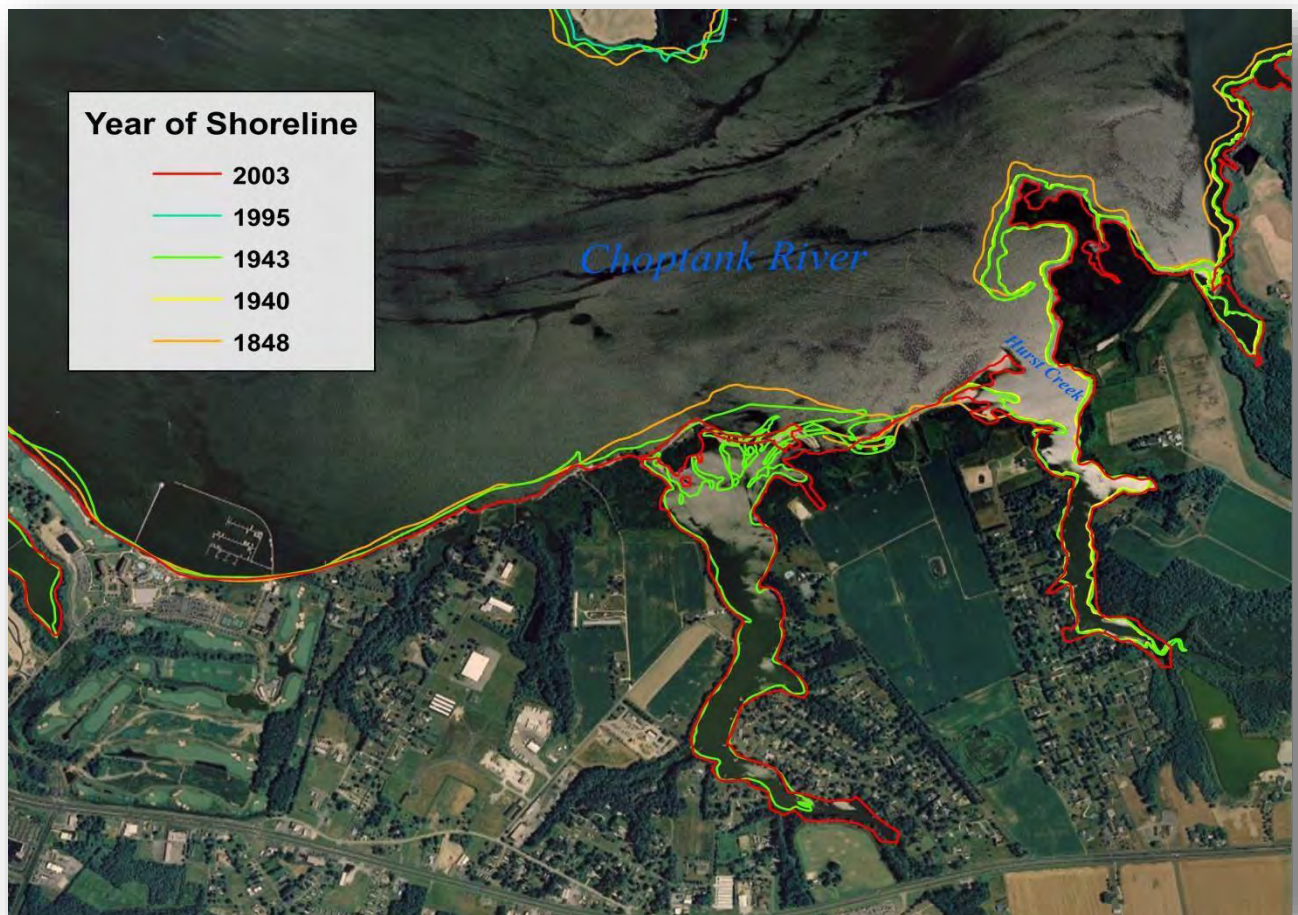 Year of Shoreline
2003
1995
1943
1940
1848
Choptank River
Hurst Creek